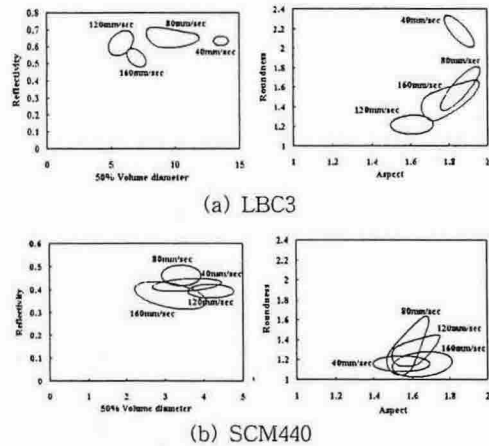 0.8
0.7
0.6
0.5
0.4
0.3
0.2
0.1
0
Reflectivity
120mm/sec
80mm/sec
40mm/sec
160mm/sec
0 5 10 15
50% Volume diameter
2.4
2.2
2
1.8
1.6
1.4
1.2
1
Roundness
40mm/sec
80mm/sec
160mm/sec
120mm/sec
1 1.2 1.4 1.6 1.8 2
Aspect
(a) LBC3
0.6
0.5
0.4
0.3
0.2
0.1
0
Reflectivity
80mm/sec
40mm/sec
160mm/sec
120mm/sec
0 1 2 3 4 5
50% Volume diameter
2.4
2.2
2
1.8
1.6
1.4
1.2
1
Roundness
80mm/sec
120mm/sec
160mm/sec
40mm/sec
1 1.2 1.4 1.6 1.8 2
Aspect
(b) SCM440